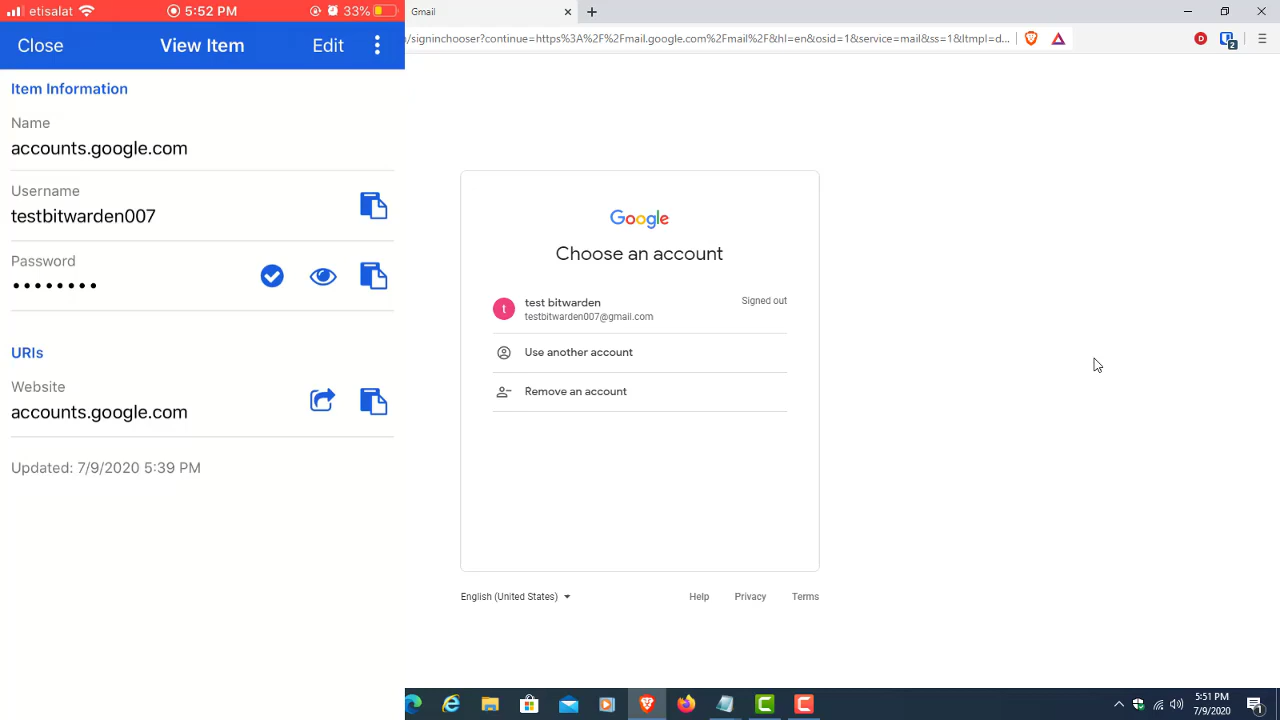 etisalat
5:52 PM
33%
Close
View Item
Edit
Item Information
Name
accounts.google.com
Username
testbitwarden007
Password
URIs
Website
accounts.google.com
Updated: 7/9/2020 5:39 PM
Gmail
/signinchooser?continue=https%3A%2F%2Fmail.google.com%2Fmail%2F&hl=en&osid=1&service=mail&ss=1&ltmpl=d...
D
2
Google
Choose an account
t
test bitwarden
Signed out
testbitwarden007@gmail.com
Use another account
Remove an account
English (United States)
Help
Privacy
Terms
5:51 PM
7/9/2020